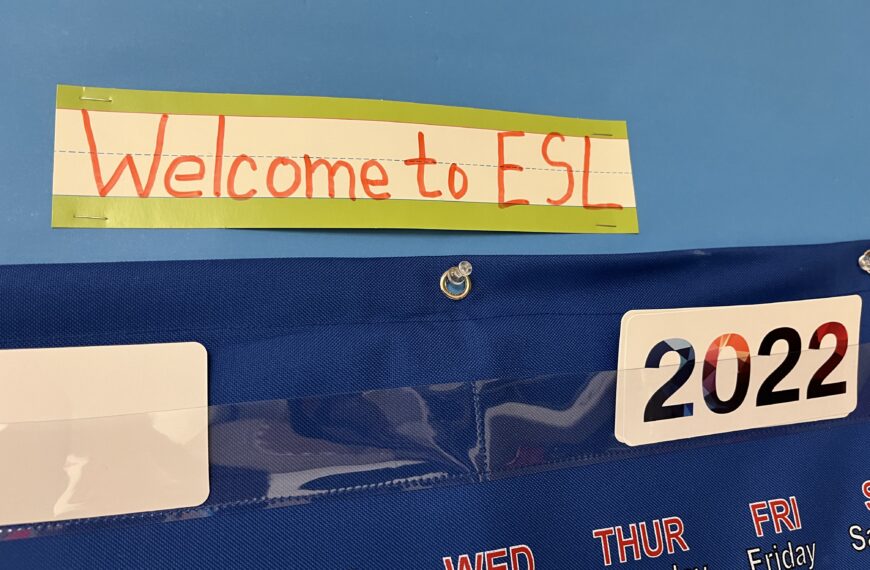 Welcome to ESL
2022
WED THUR FRI
Friday